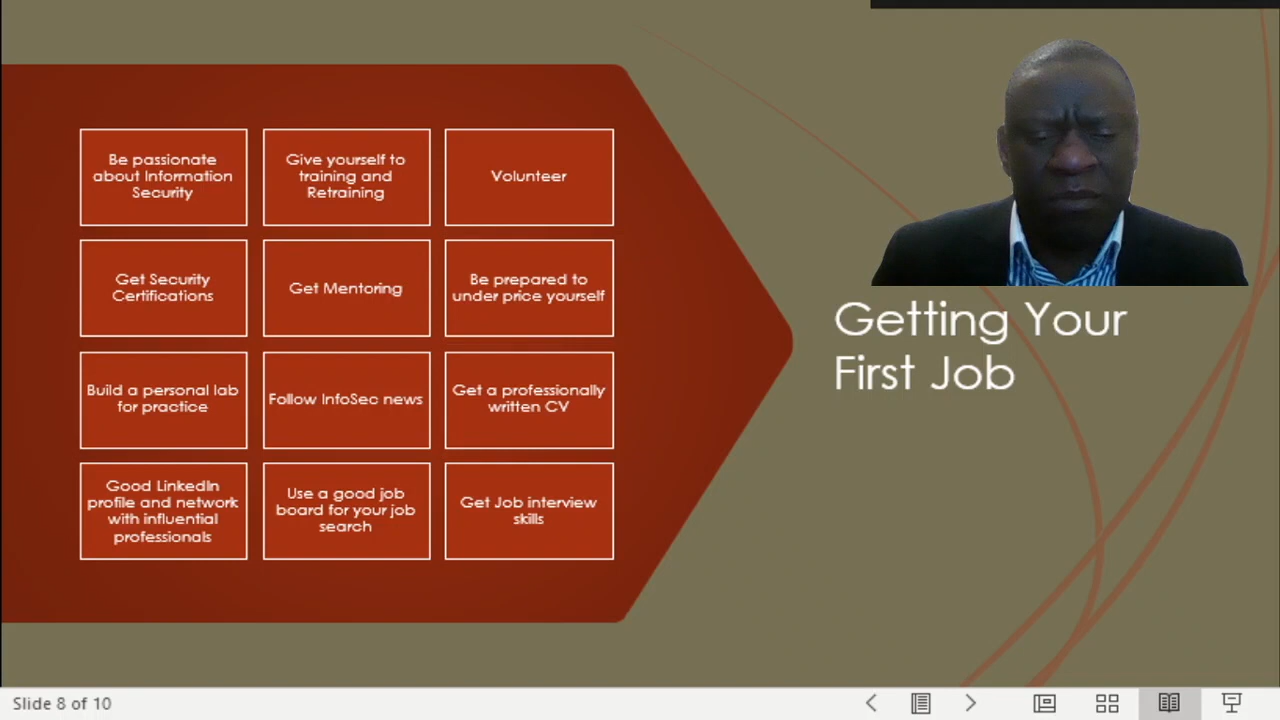 Be passionate
about Information
Security
Give yourself to
training and
Retraining
Volunteer
Get Security
Certifications
Get Mentoring
Be prepared to
under price yourself
Build a personal lab
for practice
Follow InfoSec news
Get a professionally
written CV
Good LinkedIn
profile and network
with influential
professionals
Use a good job
board for your job
search
Get Job interview
skills
Getting Your
First Job
Slide 8 of 10